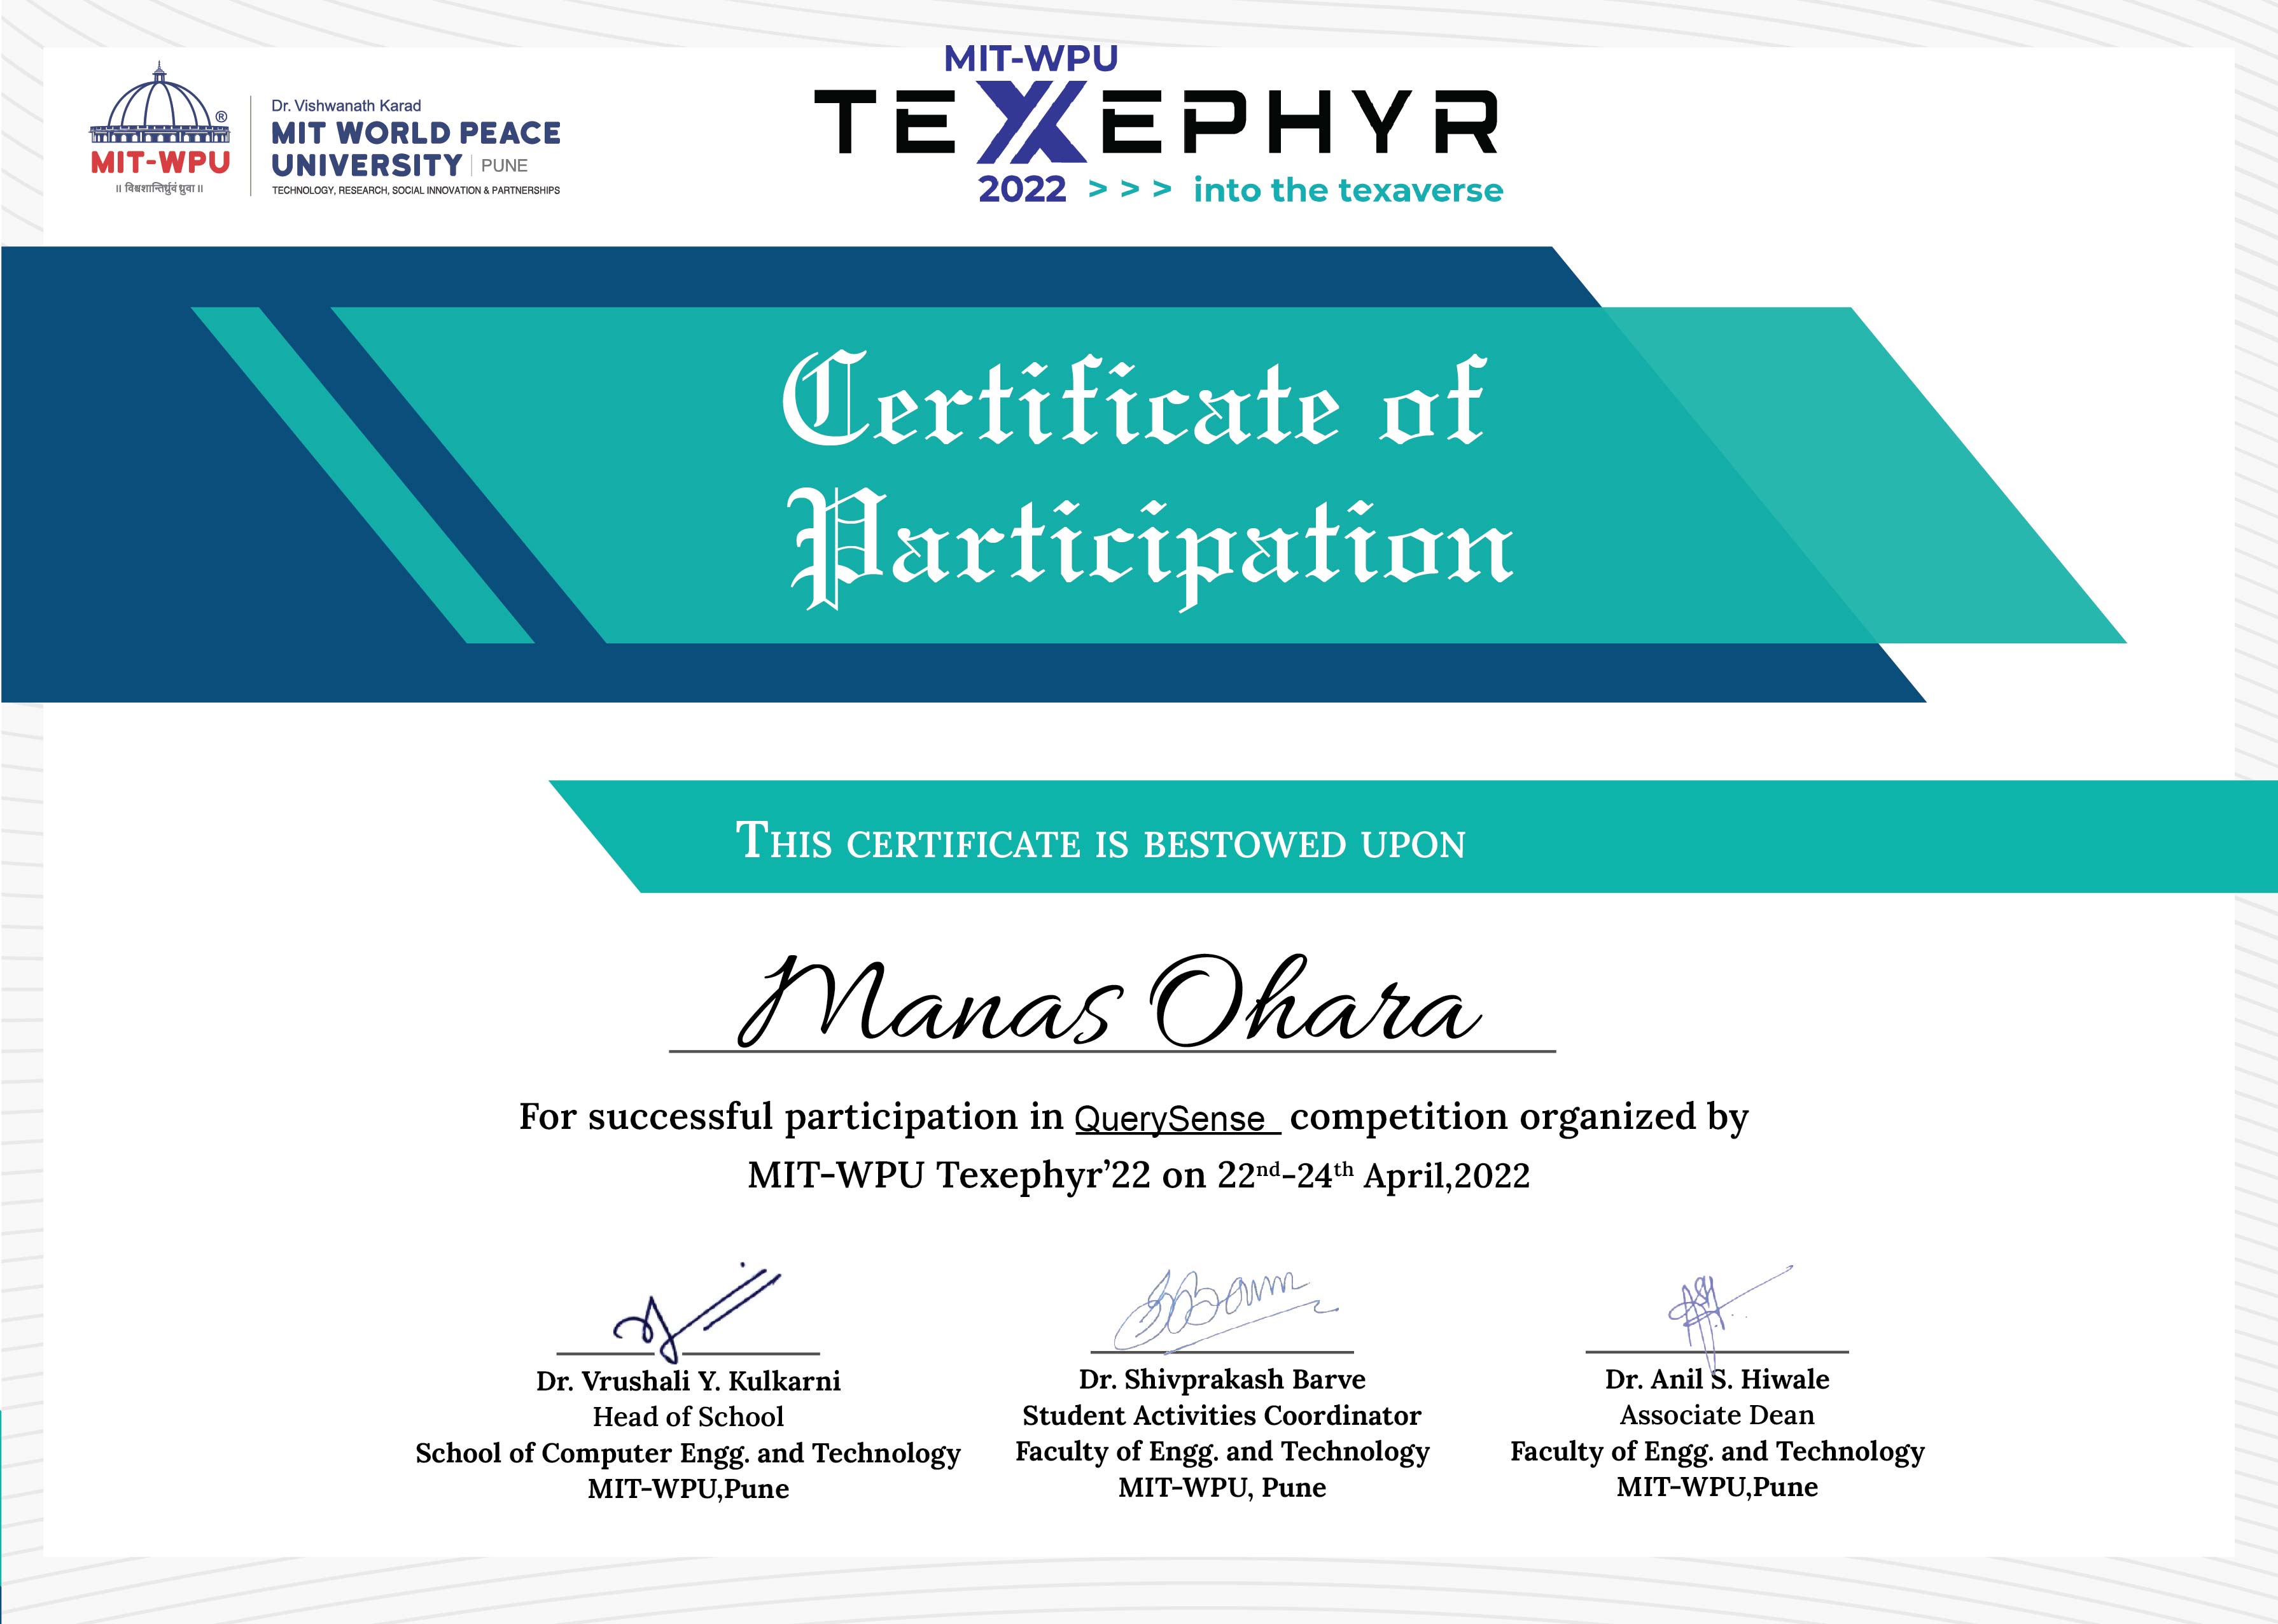 MIT-WPU
॥ विश्वशान्तिर्ध्रुवं ध्रुवा ॥
Dr. Vishwanath Karad
MIT WORLD PEACE
UNIVERSITY | PUNE
TECHNOLOGY, RESEARCH, SOCIAL INNOVATION & PARTNERSHIPS
MIT-WPU
TEXEPHYR
2022 > > > into the texaverse
Certificate of
Participation
THIS CERTIFICATE IS BESTOWED UPON
Manas Ohara
For successful participation in QuerySense competition organized by
MIT-WPU Texephyr’22 on 22nd-24th April,2022
Dr. Vrushali Y. Kulkarni
Head of School
School of Computer Engg. and Technology
MIT-WPU,Pune
Dr. Shivprakash Barve
Student Activities Coordinator
Faculty of Engg. and Technology
MIT-WPU, Pune
Dr. Anil S. Hiwale
Associate Dean
Faculty of Engg. and Technology
MIT-WPU,Pune